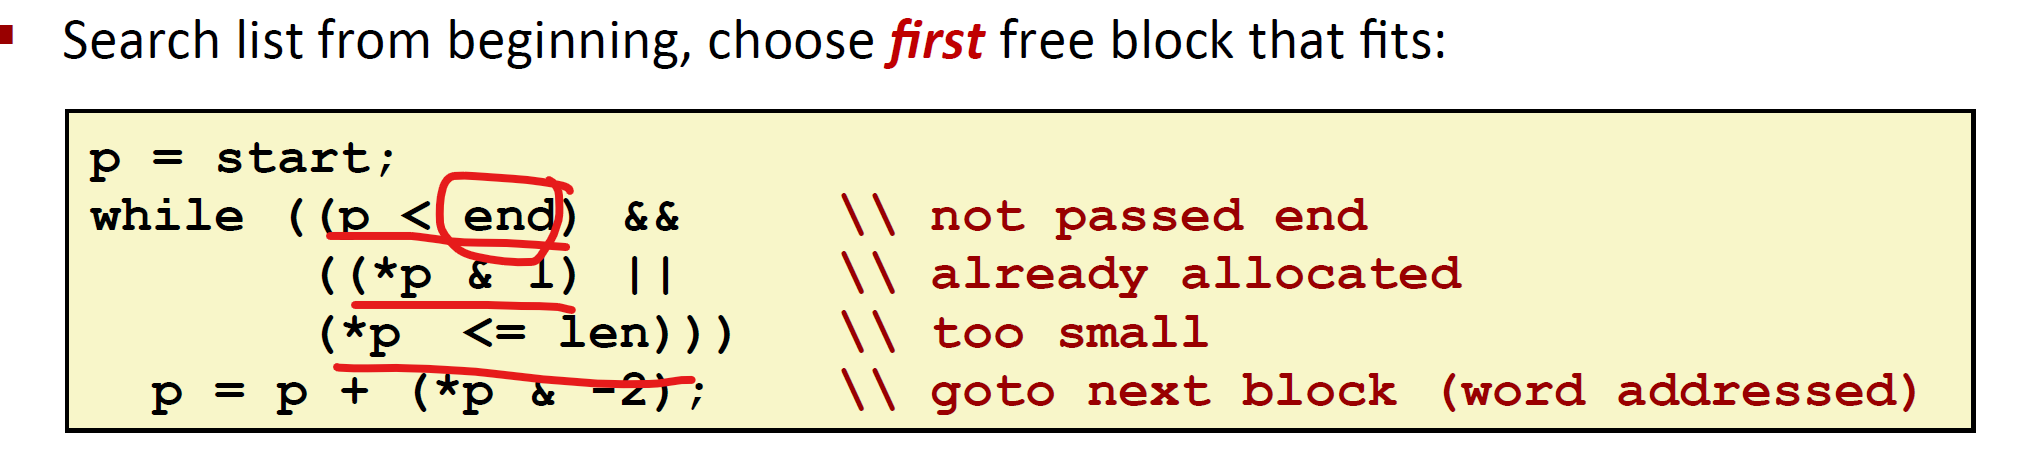 Search list from beginning, choose first free block that fits:
p = start;
while ((p < end) && \\ not passed end
((*p & 1) || \\ already allocated
(*p <= len))) \\ too small
p = p + (*p & -2); \\ goto next block (word addressed)